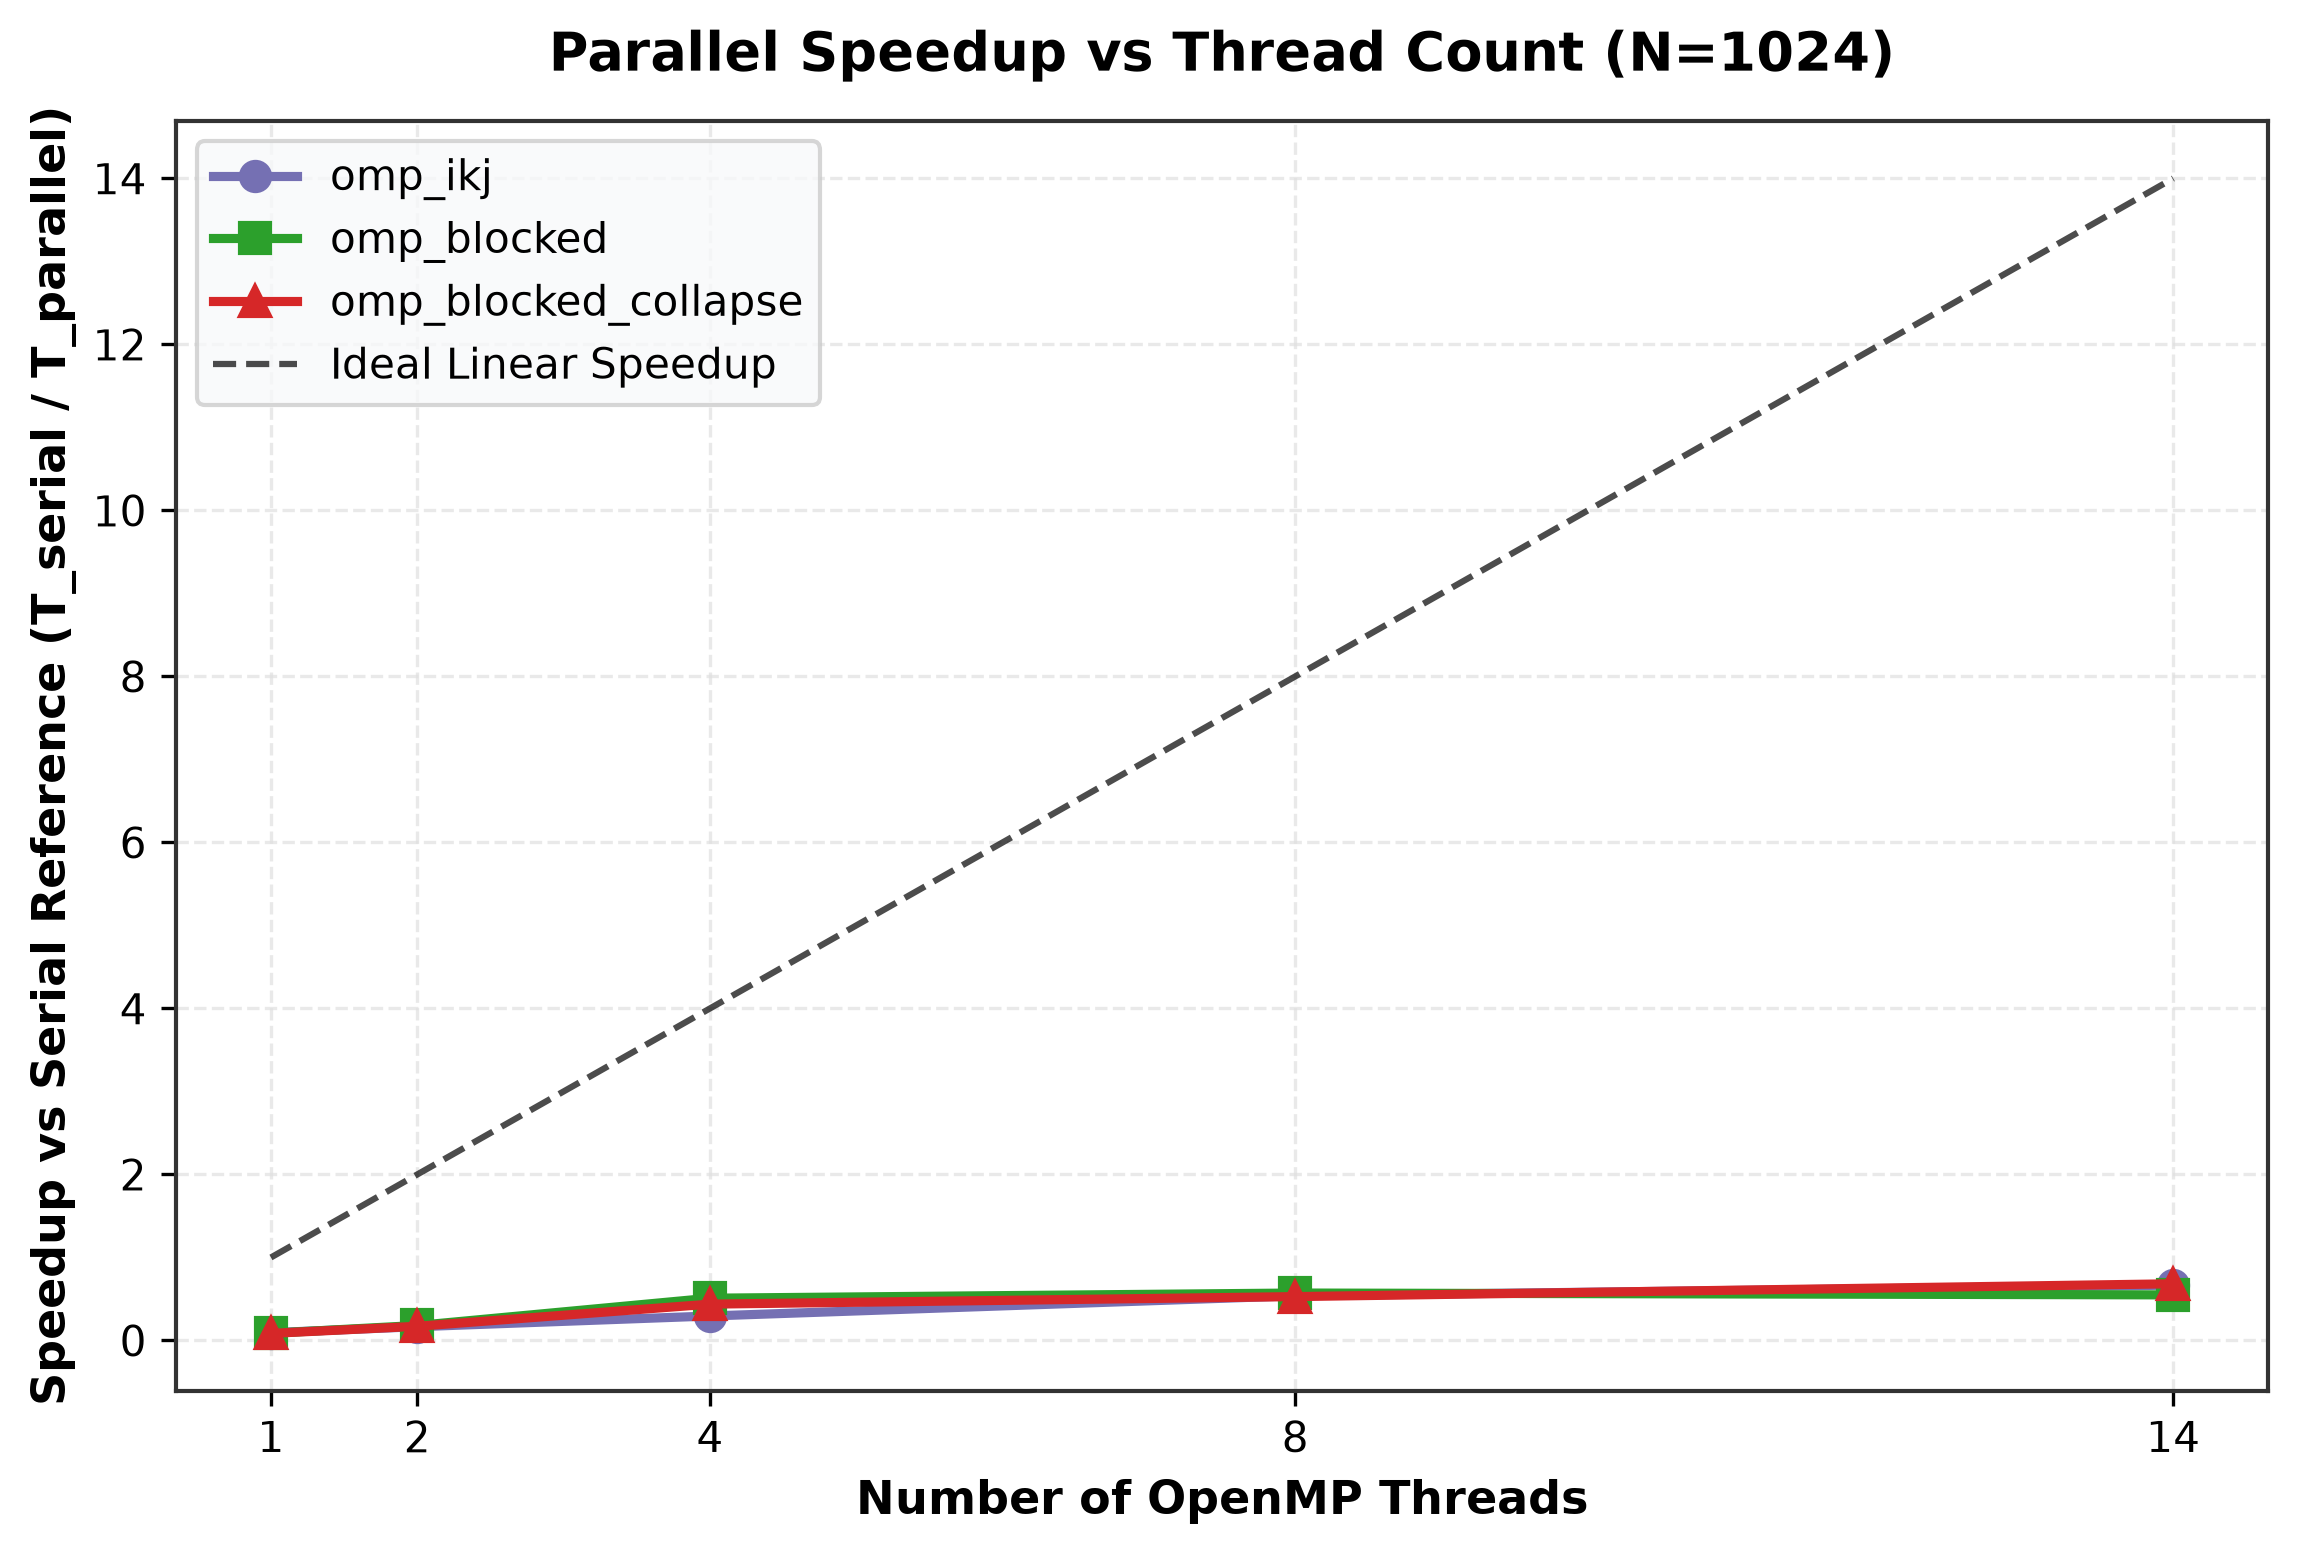 Parallel Speedup vs Thread Count (N=1024)
Speedup vs Serial Reference (T_serial / T_parallel)
14
12
10
8
6
4
2
0
omp_ikj
omp_blocked
omp_blocked_collapse
Ideal Linear Speedup
1 2 4 8 14
Number of OpenMP Threads